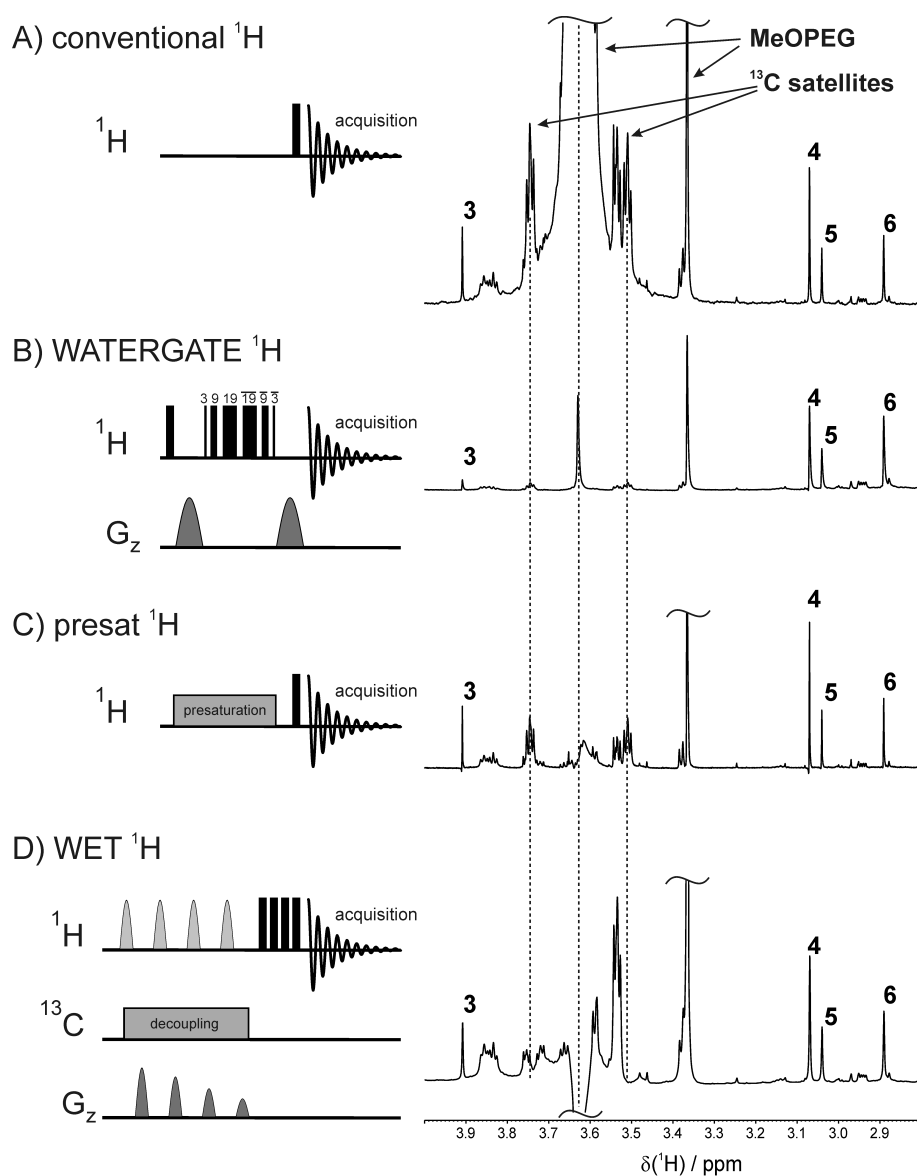 A) conventional ¹H
MeOPEG
¹³C satellites
¹H
acquisition
3
4
5
6
B) WATERGATE ¹H
3 9 19 1̅9̅ 9̅ 3̅
¹H
acquisition
G_z
3
4
5
6
C) presat ¹H
¹H
presaturation
acquisition
3
4
5
6
D) WET ¹H
¹H
acquisition
¹³C
decoupling
G_z
3
4
5
6
3.9 3.8 3.7 3.6 3.5 3.4 3.3 3.2 3.1 3.0 2.9
δ(¹H) / ppm